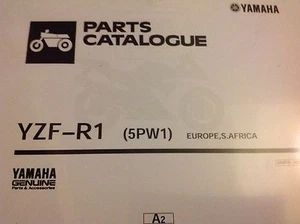 YAMAHA
PARTS
CATALOGUE
YZF-R1 (5PW1) EUROPE,S.AFRICA
YAMAHA
GENUINE
Parts & Accessories
A2